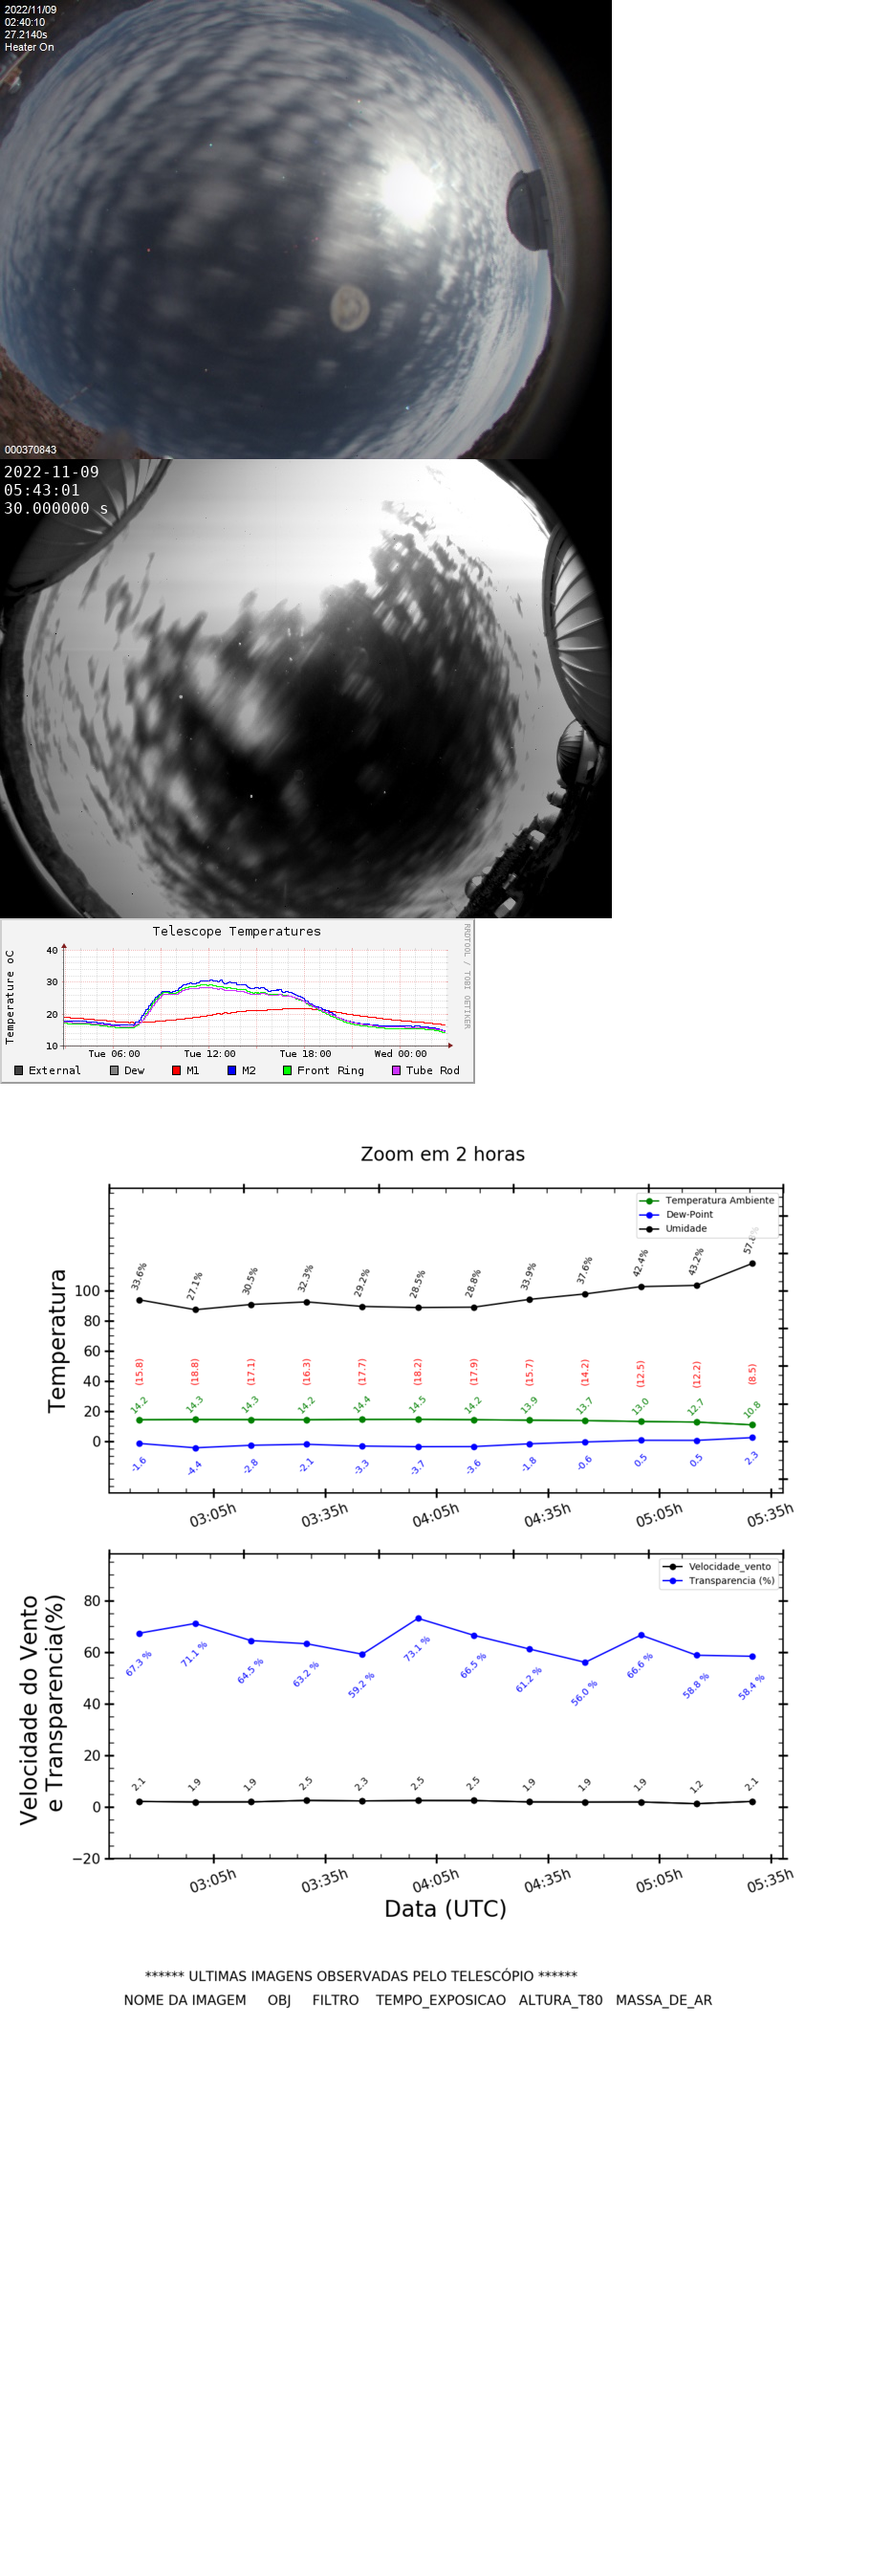 2022/11/09
02:40:10
27.2140s
Heater On
000370843
2022-11-09
05:43:01
30.000000 s
Telescope Temperatures
RRDTOOL / TOBI OETIKER
Temperature oC
40
30
20
10
Tue 06:00 Tue 12:00 Tue 18:00 Wed 00:00
External Dew M1 M2 Front Ring Tube Rod
Zoom em 2 horas
Temperatura Ambiente
Dew-Point
Umidade
Temperatura
100
80
60
40
20
0
33.6% 27.1% 30.5% 32.3% 29.2% 28.5% 28.8% 33.9% 37.6% 42.4% 43.2%
(15.8) (18.8) (17.1) (16.3) (17.7) (18.2) (17.9) (15.7) (14.2) (12.5) (12.2) (8.5)
14.2 14.3 14.3 14.2 14.4 14.5 14.2 13.9 13.7 13.0 12.7 10.8
-1.6 -4.4 -2.8 -2.1 -3.3 -3.7 -3.6 -1.8 -0.6 0.5 0.5 2.3
03:05h 03:35h 04:05h 04:35h 05:05h 05:35h
Velocidade_vento
Transparencia (%)
Velocidade do Vento
e Transparencia(%)
80
60
40
20
0
−20
67.3 % 71.1 % 64.5 % 63.2 % 59.2 % 73.1 % 66.5 % 61.2 % 56.0 % 66.6 % 58.8 % 58.4 %
2.1 1.9 1.9 2.5 2.3 2.5 2.5 1.9 1.9 1.9 1.2 2.1
03:05h 03:35h 04:05h 04:35h 05:05h 05:35h
Data (UTC)
****** ULTIMAS IMAGENS OBSERVADAS PELO TELESCÓPIO ******
NOME DA IMAGEM OBJ FILTRO TEMPO_EXPOSICAO ALTURA_T80 MASSA_DE_AR